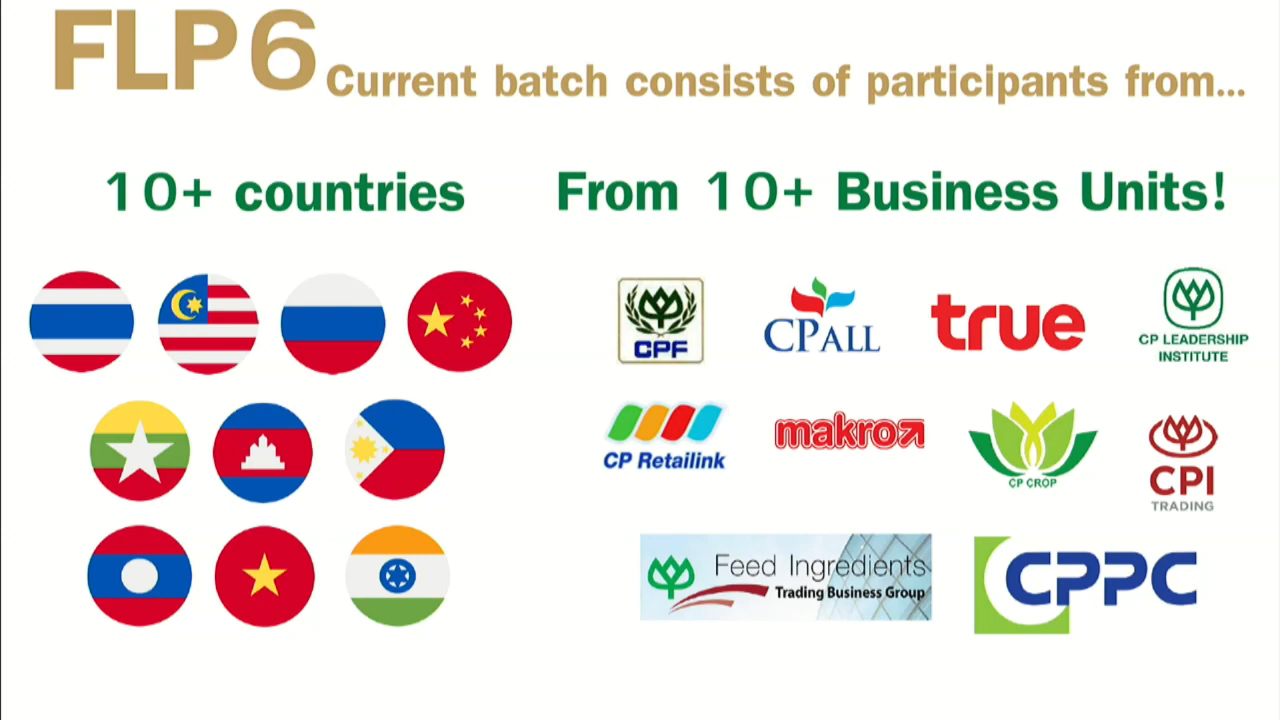 FLP6 Current batch consists of participants from...
10+ countries
From 10+ Business Units!
CPF
CPALL
true
CP LEADERSHIP
INSTITUTE
CP Retailink
makro
CP CROP
CPI
TRADING
Feed Ingredients
Trading Business Group
CPPC